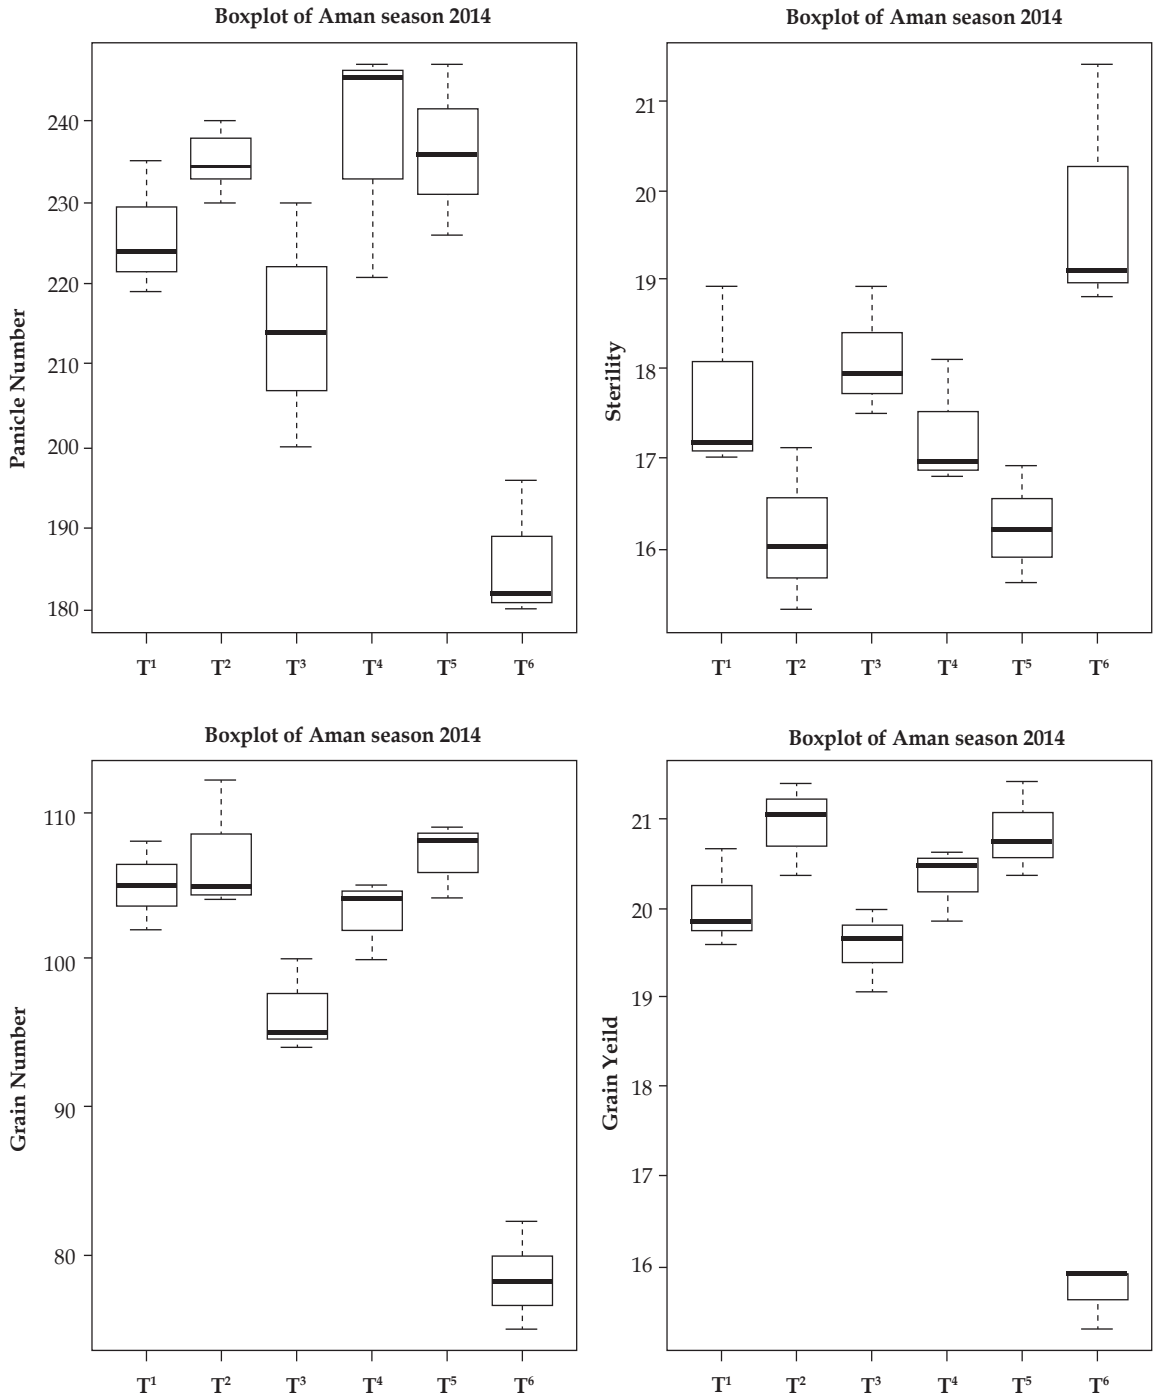 Boxplot of Aman season 2014
Panicle Number
240
230
220
210
200
190
180
T¹ T² T³ T⁴ T⁵ T⁶
Boxplot of Aman season 2014
Sterility
21
20
19
18
17
16
T¹ T² T³ T⁴ T⁵ T⁶
Boxplot of Aman season 2014
Grain Number
110
100
90
80
T¹ T² T³ T⁴ T⁵ T⁶
Boxplot of Aman season 2014
Grain Yeild
21
20
19
18
17
16
T¹ T² T³ T⁴ T⁵ T⁶